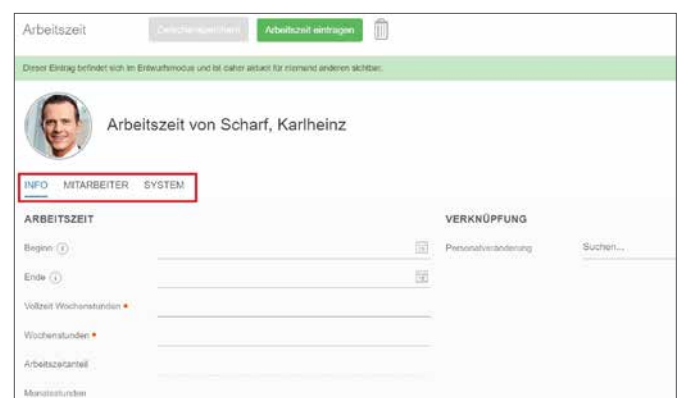 Arbeitszeit
Zwischenspeichern
Arbeitszeit eintragen
Dieser Eintrag befindet sich im Entwurfsmodus und ist daher aktuell für niemand anderen sichtbar.
Arbeitszeit von Scharf, Karlheinz
INFO MITARBEITER SYSTEM
ARBEITSZEIT
Beginn
Ende
Vollzeit Wochenstunden
Wochenstunden
Arbeitszeitanteil
Monatsstunden
VERKNÜPFUNG
Personalveränderung Suchen...